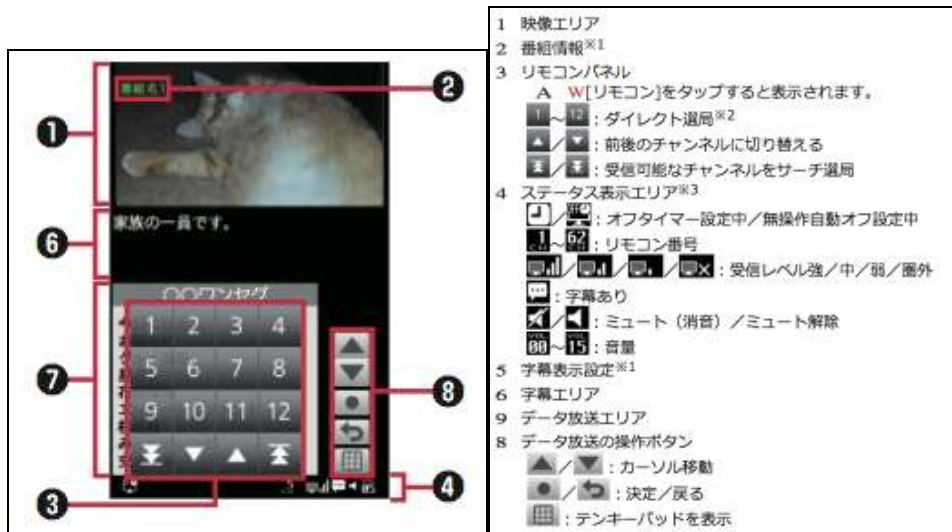 ❶
❷
番組名1
❻
家族の一員です。
❼
○○ワンセグ
1 2 3 4
5 6 7 8
9 10 11 12
❽
❸
❹
1 映像エリア
2 番組情報※1
3 リモコンパネル
A W[リモコン]をタップすると表示されます。
1~12:ダイレクト選局※2
▲/▼:前後のチャンネルに切り替える
/:受信可能なチャンネルをサーチ選局
4 ステータス表示エリア※3
/:オフタイマー設定中/無操作自動オフ設定中
1 CH~62 CH:リモコン番号
///:受信レベル強/中/弱/圏外
:字幕あり
/:ミュート(消音)/ミュート解除
VOL 00~VOL 15:音量
5 字幕表示設定※1
6 字幕エリア
9 データ放送エリア
8 データ放送の操作ボタン
▲/▼:カーソル移動
●/:決定/戻る
:テンキーパッドを表示